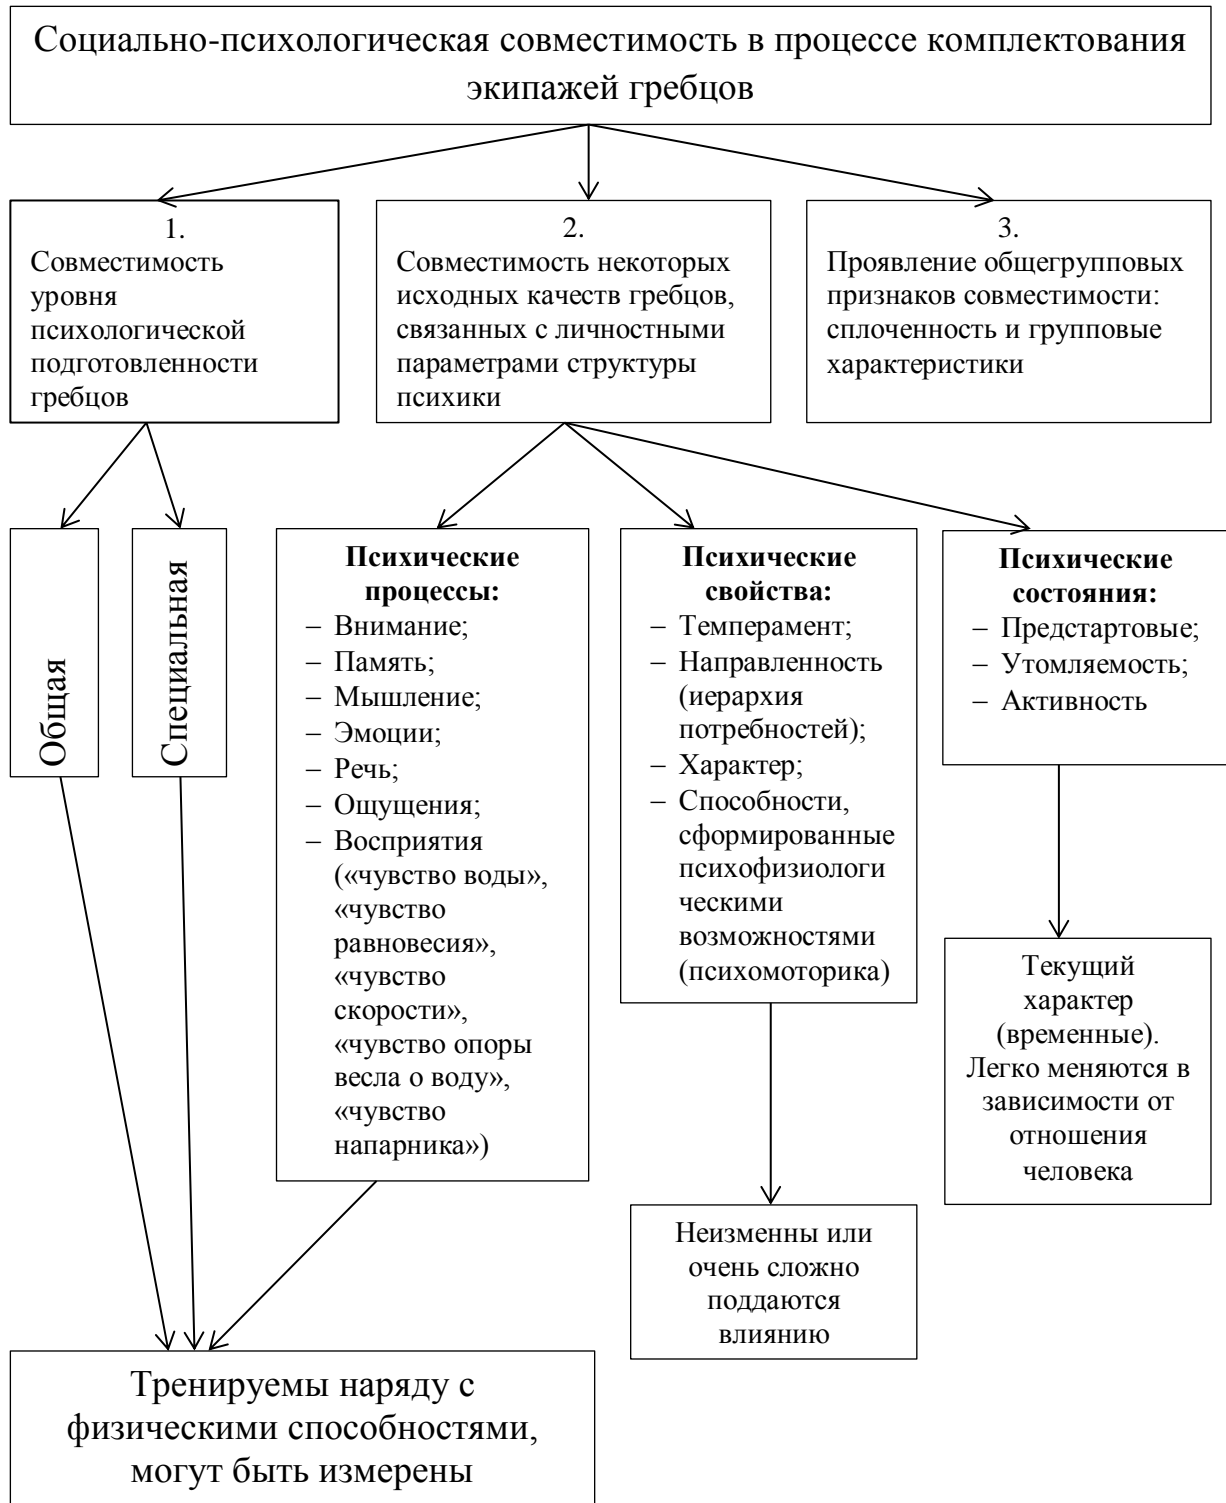 Социально-психологическая совместимость в процессе комплектования
экипажей гребцов
1.
Совместимость
уровня
психологической
подготовленности
гребцов
2.
Совместимость некоторых
исходных качеств гребцов,
связанных с личностными
параметрами структуры
психики
3.
Проявление общегрупповых
признаков совместимости:
сплоченность и групповые
характеристики
Общая
Специальная
Психические
процессы:
– Внимание;
– Память;
– Мышление;
– Эмоции;
– Речь;
– Ощущения;
– Восприятия
(«чувство воды»,
«чувство
равновесия»,
«чувство
скорости»,
«чувство опоры
весла о воду»,
«чувство
напарника»)
Психические
свойства:
– Темперамент;
– Направленность
(иерархия
потребностей);
– Характер;
– Способности,
сформированные
психофизиологи
ческими
возможностями
(психомоторика)
Психические
состояния:
– Предстартовые;
– Утомляемость;
– Активность
Текущий
характер
(временные).
Легко меняются в
зависимости от
отношения
человека
Неизменны или
очень сложно
поддаются
влиянию
Тренируемы наряду с
физическими способностями,
могут быть измерены